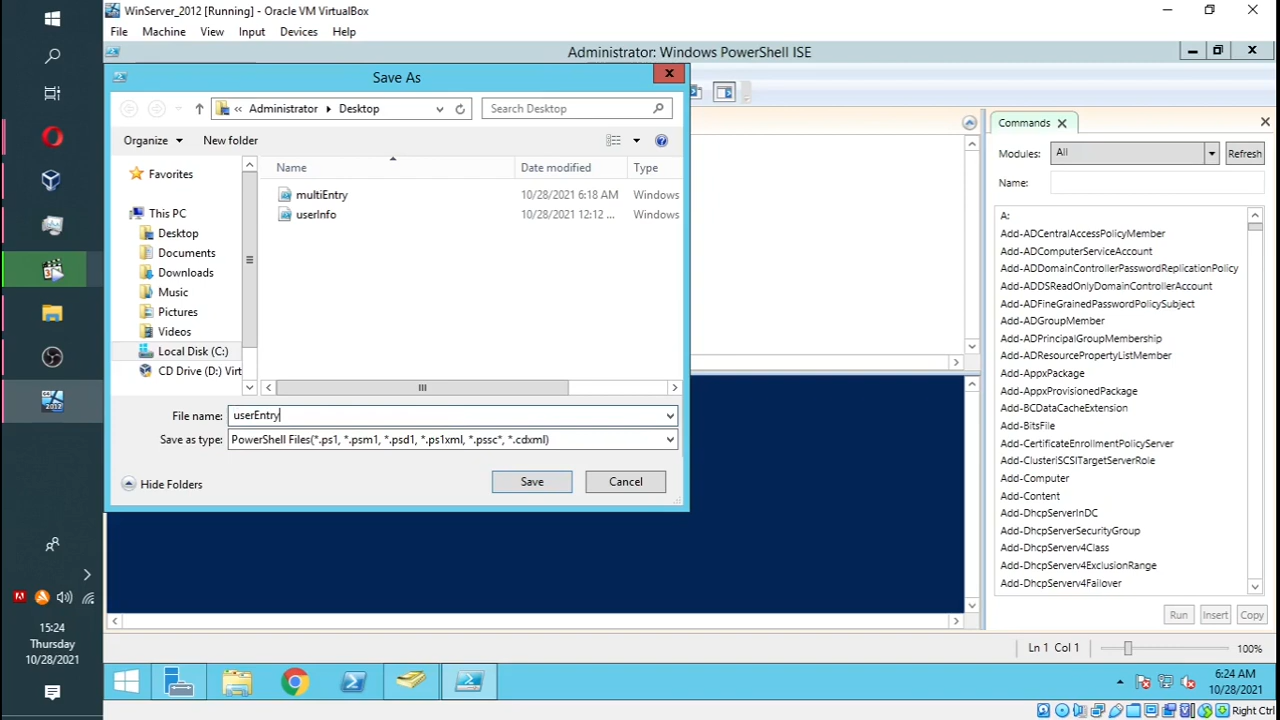 WinServer_2012 [Running] - Oracle VM VirtualBox
File Machine View Input Devices Help
Administrator: Windows PowerShell ISE
Save As
« Administrator Desktop
Search Desktop
Organize
New folder
Name
Date modified
Type
Favorites
This PC
Desktop
Documents
Downloads
Music
Pictures
Videos
Local Disk (C:)
CD Drive (D:) Virt
multiEntry
10/28/2021 6:18 AM
Windows
userInfo
10/28/2021 12:12 ...
Windows
File name:
userEntry
Save as type:
PowerShell Files(*.ps1, *.psm1, *.psd1, *.ps1xml, *.pssc*, *.cdxml)
Hide Folders
Save
Cancel
Commands
Modules:
All
Refresh
Name:
A:
Add-ADCentralAccessPolicyMember
Add-ADComputerServiceAccount
Add-ADDomainControllerPasswordReplicationPolicy
Add-ADDSReadOnlyDomainControllerAccount
Add-ADFineGrainedPasswordPolicySubject
Add-ADGroupMember
Add-ADPrincipalGroupMembership
Add-ADResourcePropertyListMember
Add-AppxPackage
Add-AppxProvisionedPackage
Add-BCDataCacheExtension
Add-BitsFile
Add-CertificateEnrollmentPolicyServer
Add-ClusteriSCSITargetServerRole
Add-Computer
Add-Content
Add-DhcpServerInDC
Add-DhcpServerSecurityGroup
Add-DhcpServerv4Class
Add-DhcpServerv4ExclusionRange
Add-DhcpServerv4Failover
Run
Insert
Copy
Ln 1 Col 1
100%
15:24
Thursday
10/28/2021
6:24 AM
10/28/2021
Right Ctrl